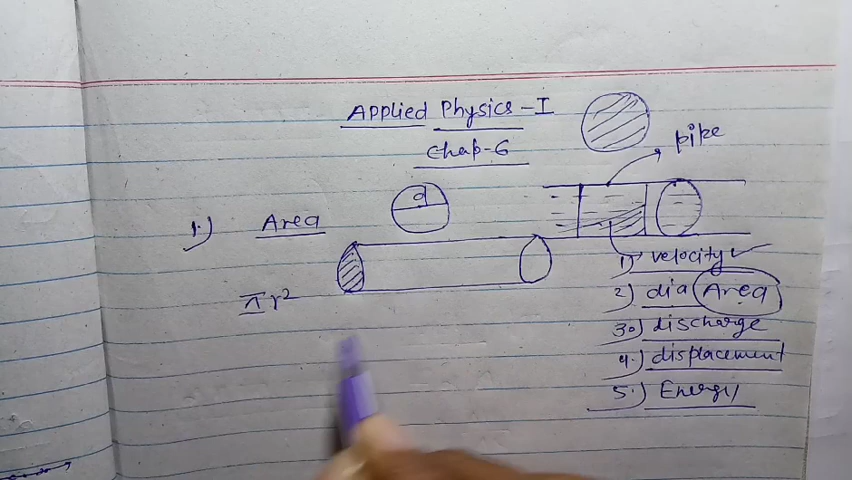 Applied Physics-I
Chap-6
pipe
d
1.) Area
πr²
1) velocity ✓
2) dia Area
3.) discharge
4.) displacement
5.) Energy